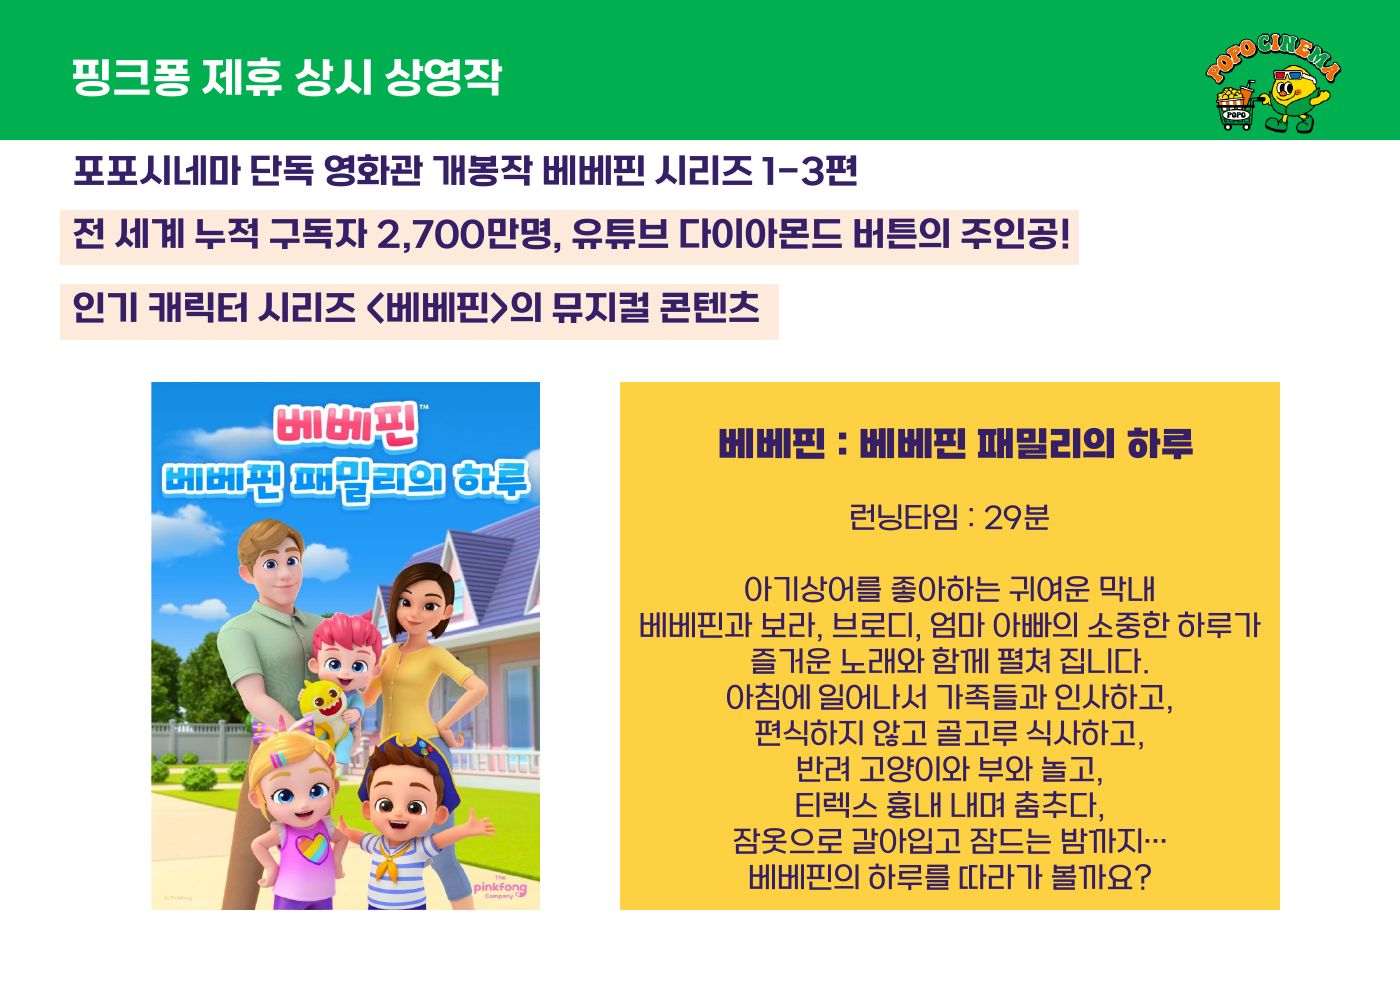 핑크퐁 제휴 상시 상영작
POPO CINEMA
POPO
포포시네마 단독 영화관 개봉작 베베핀 시리즈 1-3편
전 세계 누적 구독자 2,700만명, 유튜브 다이아몬드 버튼의 주인공!
인기 캐릭터 시리즈 <베베핀>의 뮤지컬 콘텐츠
베베핀™
베베핀 패밀리의 하루
The
pinkfong
Company
© Pinkfong
베베핀 : 베베핀 패밀리의 하루
런닝타임 : 29분
아기상어를 좋아하는 귀여운 막내
베베핀과 보라, 브로디, 엄마 아빠의 소중한 하루가
즐거운 노래와 함께 펼쳐 집니다.
아침에 일어나서 가족들과 인사하고,
편식하지 않고 골고루 식사하고,
반려 고양이와 부와 놀고,
티렉스 흉내 내며 춤추다,
잠옷으로 갈아입고 잠드는 밤까지…
베베핀의 하루를 따라가 볼까요?